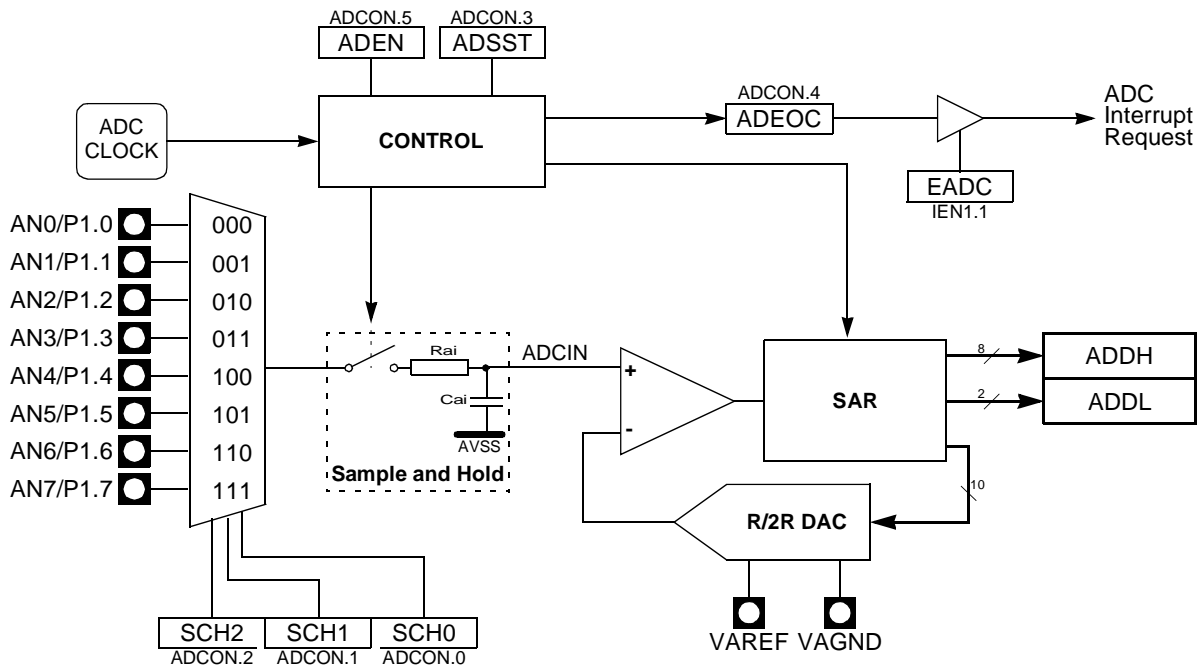 ADCON.5
ADEN
ADCON.3
ADSST
ADC
CLOCK
CONTROL
ADCON.4
ADEOC
ADC
Interrupt
Request
EADC
IEN1.1
AN0/P1.0
000
AN1/P1.1
001
AN2/P1.2
010
AN3/P1.3
011
AN4/P1.4
100
AN5/P1.5
101
AN6/P1.6
110
AN7/P1.7
111
Rai
Cai
AVSS
Sample and Hold
ADCIN
+
-
SAR
8
ADDH
2
ADDL
10
R/2R DAC
VAREF
VAGND
SCH2
SCH1
SCH0
ADCON.2
ADCON.1
ADCON.0